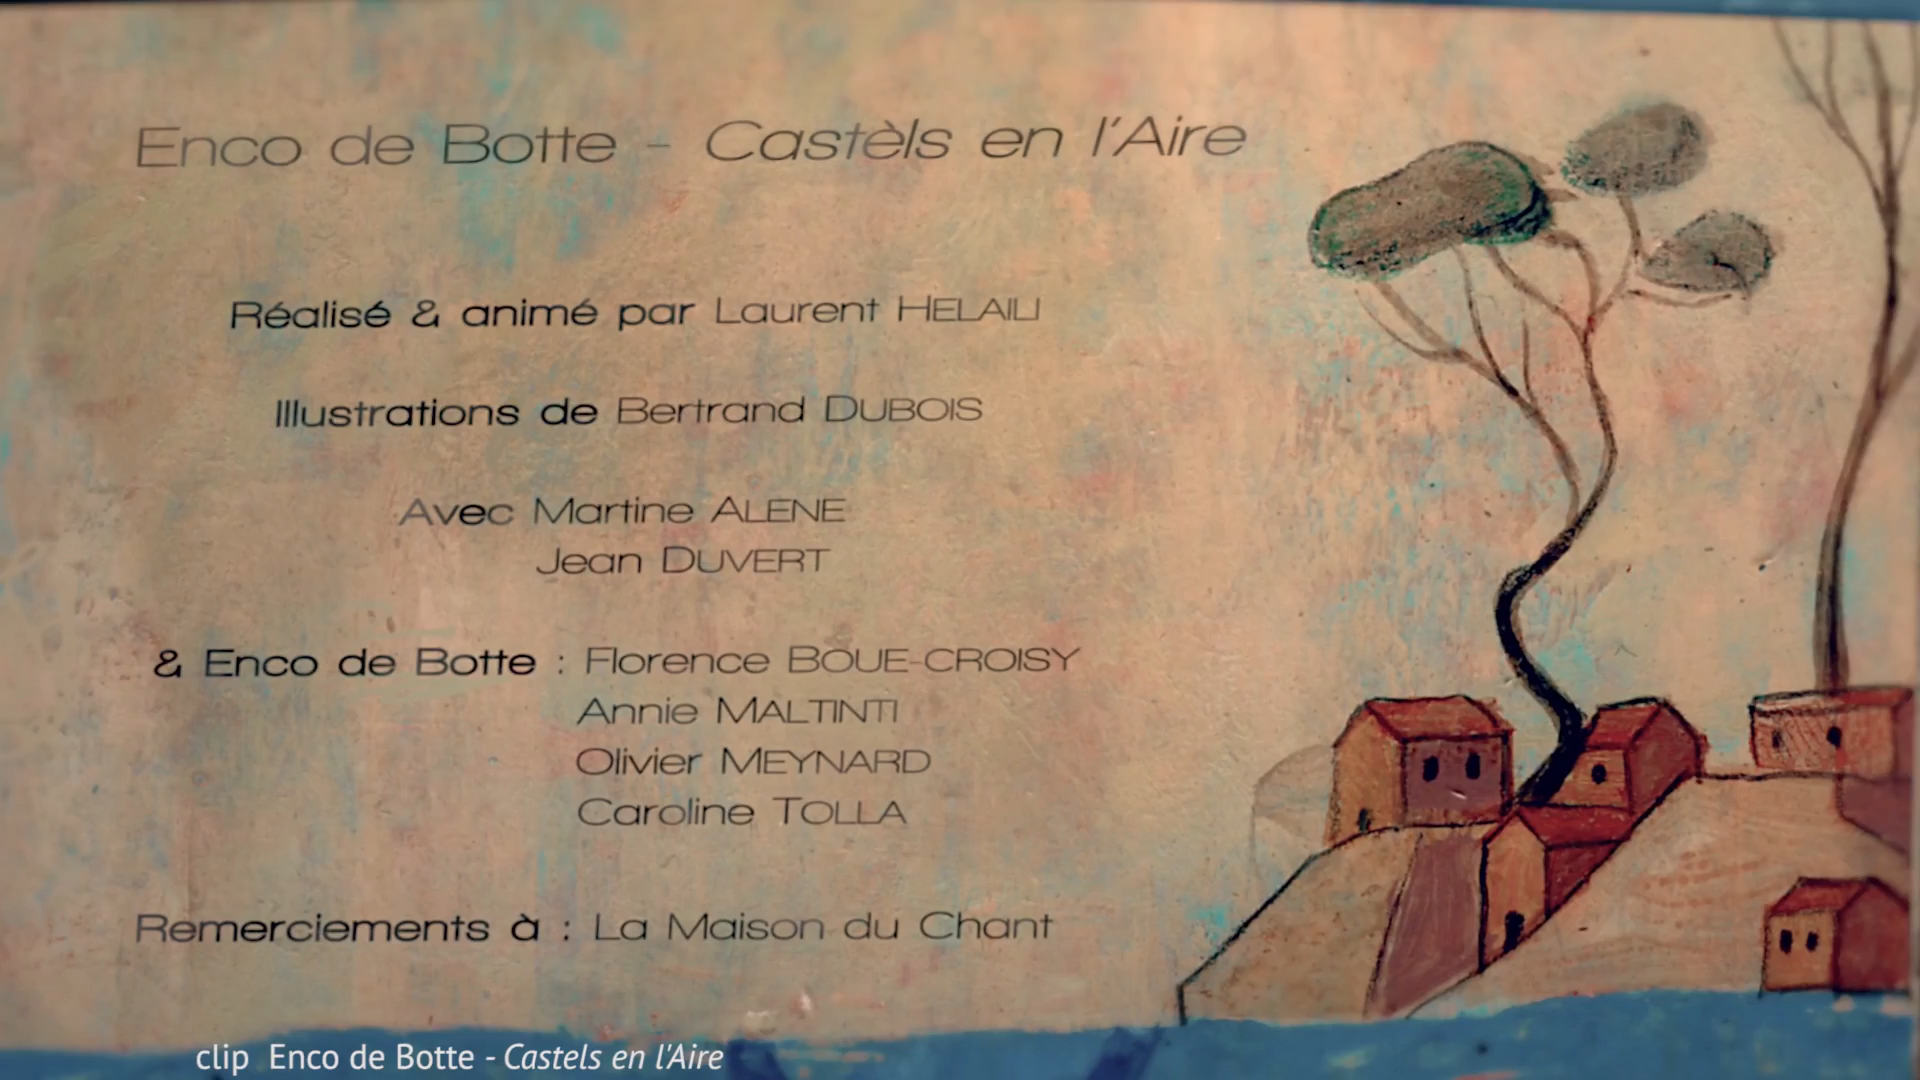 Enco de Botte - Castèls en l'Aire
Réalisé & animé par Laurent HELAILI
Illustrations de Bertrand DUBOIS
Avec Martine ALENE
Jean DUVERT
& Enco de Botte : Florence BOUE-CROISY
Annie MALTINTI
Olivier MEYNARD
Caroline TOLLA
Remerciements à : La Maison du Chant
clip Enco de Botte - Castels en l'Aire